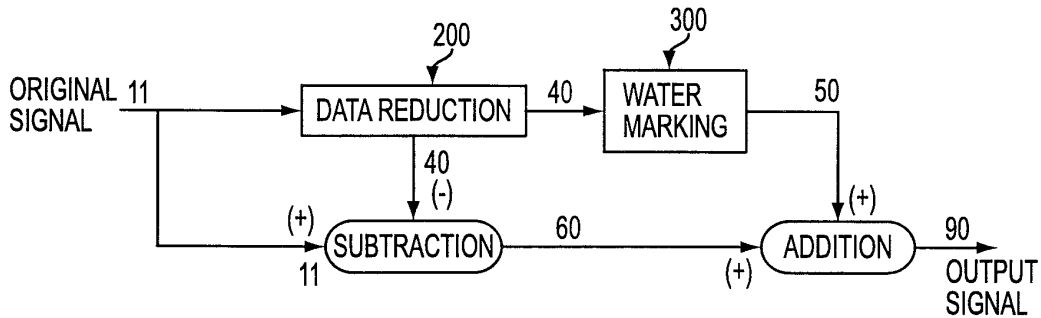 200
300
ORIGINAL
SIGNAL
11
DATA REDUCTION
40
WATER
MARKING
50
40
(-)
(+)
(+)
11
SUBTRACTION
60
(+)
ADDITION
90
OUTPUT
SIGNAL